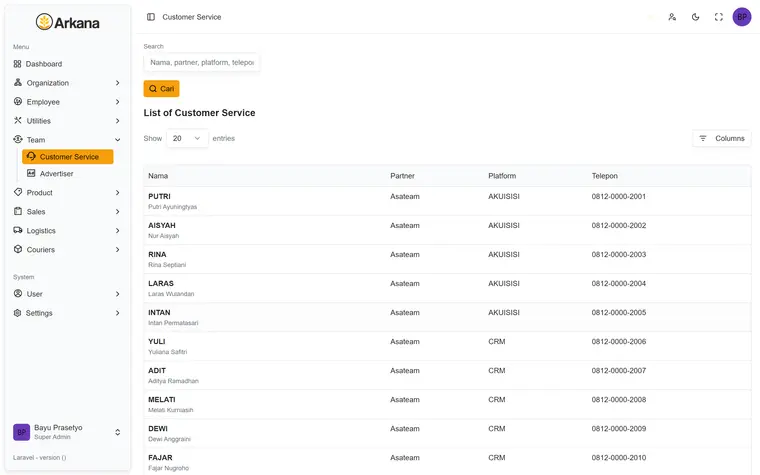 Arkana
Menu
Dashboard
Organization
Employee
Utilities
Team
Customer Service
Advertiser
Product
Sales
Logistics
Couriers
System
User
Settings
BP
Bayu Prasetyo
Super Admin
Laravel - version ()
Customer Service
BP
Search
Nama, partner, platform, telepon
Cari
List of Customer Service
Show 20 entries
Columns
Nama Partner Platform Telepon
PUTRI Asateam AKUISISI 0812-0000-2001
Putri Ayuningtyas
AISYAH Asateam AKUISISI 0812-0000-2002
Nur Aisyah
RINA Asateam AKUISISI 0812-0000-2003
Rina Septiani
LARAS Asateam AKUISISI 0812-0000-2004
Laras Wulandari
INTAN Asateam AKUISISI 0812-0000-2005
Intan Permatasari
YULI Asateam CRM 0812-0000-2006
Yuliana Safitri
ADIT Asateam CRM 0812-0000-2007
Aditya Ramadhan
MELATI Asateam CRM 0812-0000-2008
Melati Kurniasih
DEWI Asateam CRM 0812-0000-2009
Dewi Anggraini
FAJAR Asateam CRM 0812-0000-2010
Fajar Nugroho